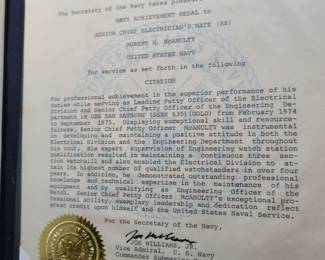 The Secretary of the Navy takes pleasure
NAVY ACHIEVEMENT MEDAL to
SENIOR CHIEF ELECTRICIAN'S MATE (SS)
ROBERT H. McANULTY
UNITED STATES NAVY
for service as set forth in the following
CITATION
For professional achievement in the superior performance of his
duties while serving as Leading Petty Officer of the Electrical
Division and Senior Chief Petty Officer of the Engineering De-
partment in USS SAM RAYBURN (SSBN 635)(GOLD) from February 1974
to September 1975. Displaying exceptional skill and resource-
fulness, Senior Chief Petty Officer McANULTY was instrumental
in developing and maintaining a positive attitude in both the
Electrical Division and the Engineering Department throughout
his tour. His expert supervision of Engineering watch station
qualification resulted in maintaining a continuous three sec-
tion watchbill and also enabled the Electrical Division to at-
tain its highest number of qualified watchstanders in over four
years. In addition, he demonstrated outstanding professional
knowledge and technical expertise in the maintenance of his
equipment and by qualifying as Engineering Officer of the
Watch. Senior Chief Petty Officer McANULTY's exceptional pro-
fessional ability, exemplary leadership and dedication reflect
great credit upon himself and the United States Naval Service.
For the Secretary of the Navy,
JOE WILLIAMS, JR.
Vice Admiral, U. S. Navy
Commander Submarine